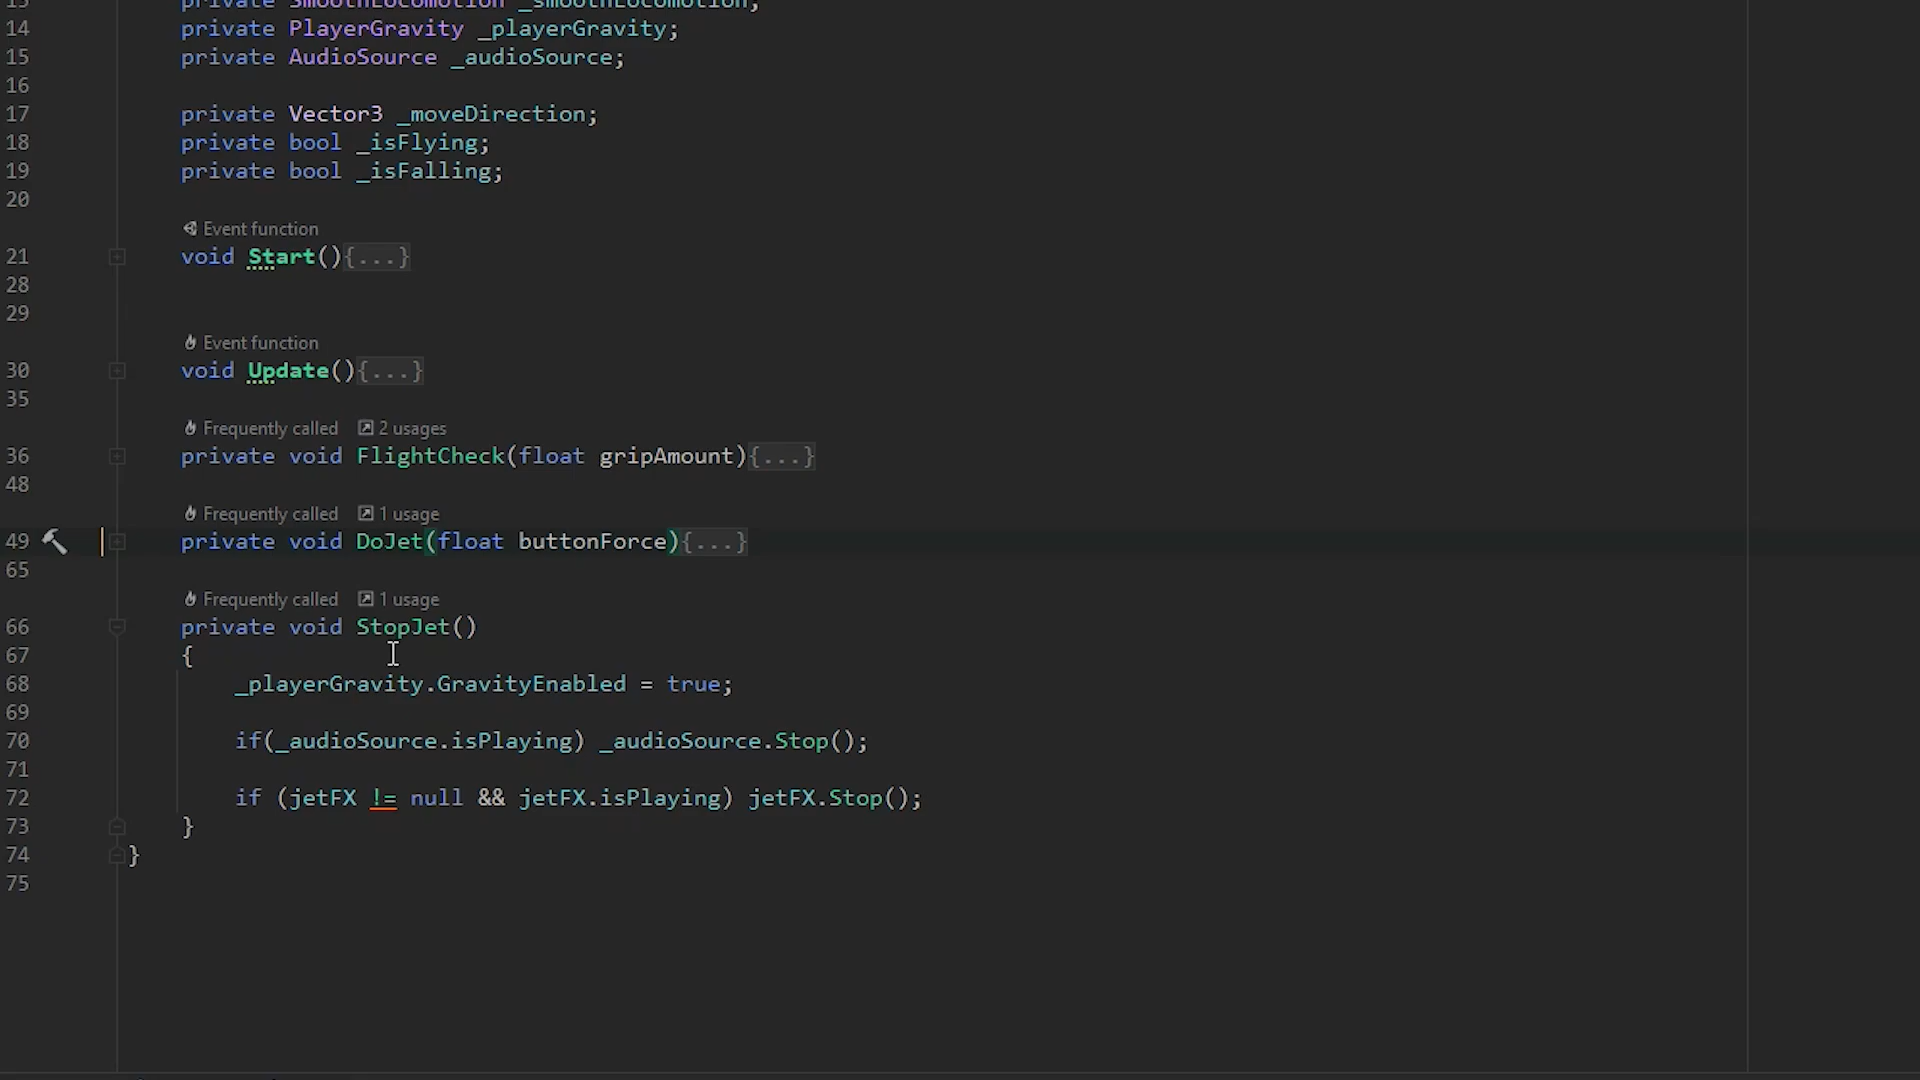 private SmoothLocomotion _smoothLocomotion;
14 private PlayerGravity _playerGravity;
15 private AudioSource _audioSource;
16
17 private Vector3 _moveDirection;
18 private bool _isFlying;
19 private bool _isFalling;
20
Event function
21 void Start(){...}
28
29
Event function
30 void Update(){...}
35
Frequently called 2 usages
36 private void FlightCheck(float gripAmount){...}
48
Frequently called 1 usage
49 private void DoJet(float buttonForce){...}
65
Frequently called 1 usage
66 private void StopJet()
67 {
68 _playerGravity.GravityEnabled = true;
69
70 if(_audioSource.isPlaying) _audioSource.Stop();
71
72 if (jetFX != null && jetFX.isPlaying) jetFX.Stop();
73 }
74 }
75